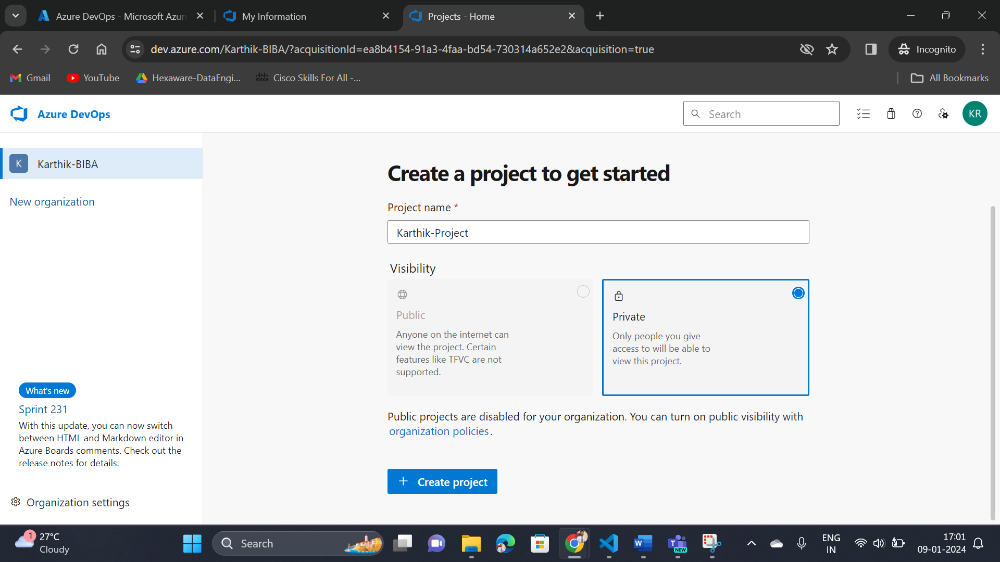 Azure DevOps - Microsoft Azure
My Information
Projects - Home
dev.azure.com/Karthik-BIBA/?acquisitionId=ea8b4154-91a3-4faa-bd54-730314a652e2&acquisition=true
Incognito
Gmail
YouTube
Hexaware-DataEngi...
Cisco Skills For All -...
All Bookmarks
Azure DevOps
Search
KR
K
Karthik-BIBA
New organization
Create a project to get started
Project name *
Karthik-Project
Visibility
Public
Anyone on the internet can
view the project. Certain
features like TFVC are not
supported.
Private
Only people you give
access to will be able to
view this project.
Public projects are disabled for your organization. You can turn on public visibility with
organization policies.
Create project
What's new
Sprint 231
With this update, you can now switch
between HTML and Markdown editor in
Azure Boards comments. Check out the
release notes for details.
Organization settings
1
27°C
Cloudy
Search
NEW
ENG
IN
17:01
09-01-2024